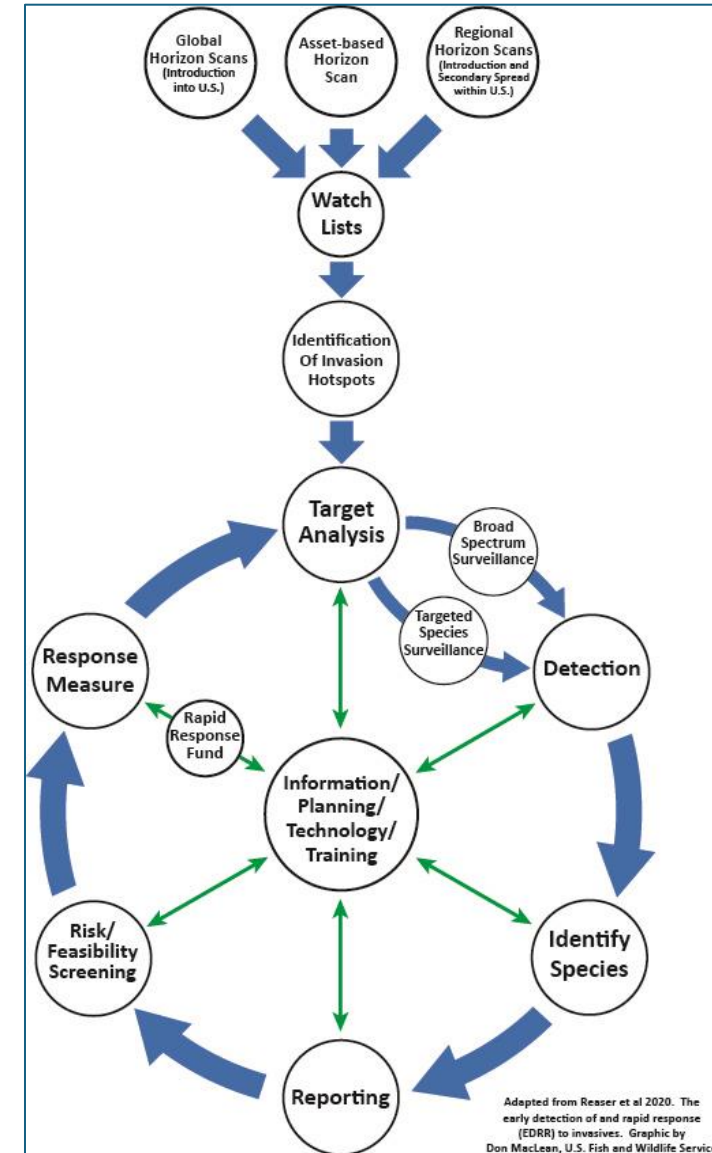 Global
Horizon Scans
(Introduction
into U.S.)
Asset-based
Horizon
Scan
Regional
Horizon Scans
(Introduction and
Secondary Spread
within U.S.)
Watch
Lists
Identification
Of Invasion
Hotspots
Target
Analysis
Broad
Spectrum
Surveillance
Targeted
Species
Surveillance
Detection
Response
Measure
Rapid
Response
Fund
Information/
Planning/
Technology/
Training
Risk/
Feasibility
Screening
Identify
Species
Reporting
Adapted from Reaser et al 2020. The
early detection of and rapid response
(EDRR) to invasives. Graphic by
Don MacLean, U.S. Fish and Wildlife Service